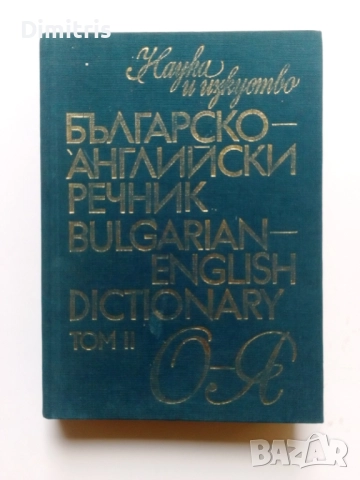 Dimitris
Наука
и изкуство
БЪЛГАРСКО–
АНГЛИЙСКИ
РЕЧНИК
BULGARIAN–
ENGLISH
DICTIONARY
ТОМ II
О–Я
BAZAR